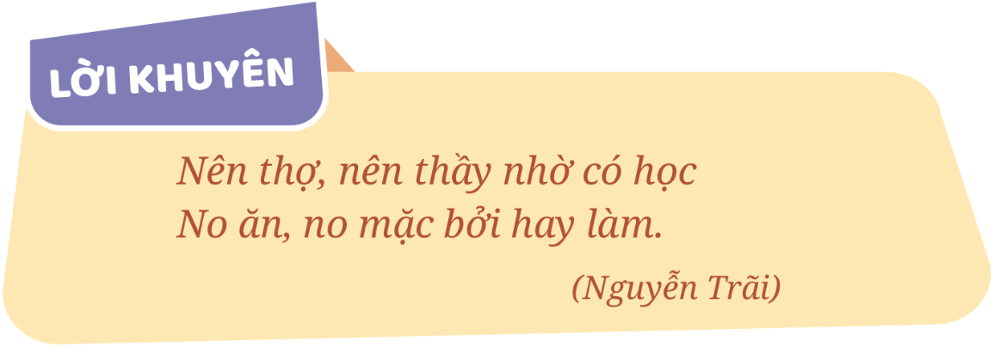 LỜI KHUYÊN
Nên thợ, nên thầy nhờ có học
No ăn, no mặc bởi hay làm.
(Nguyễn Trãi)